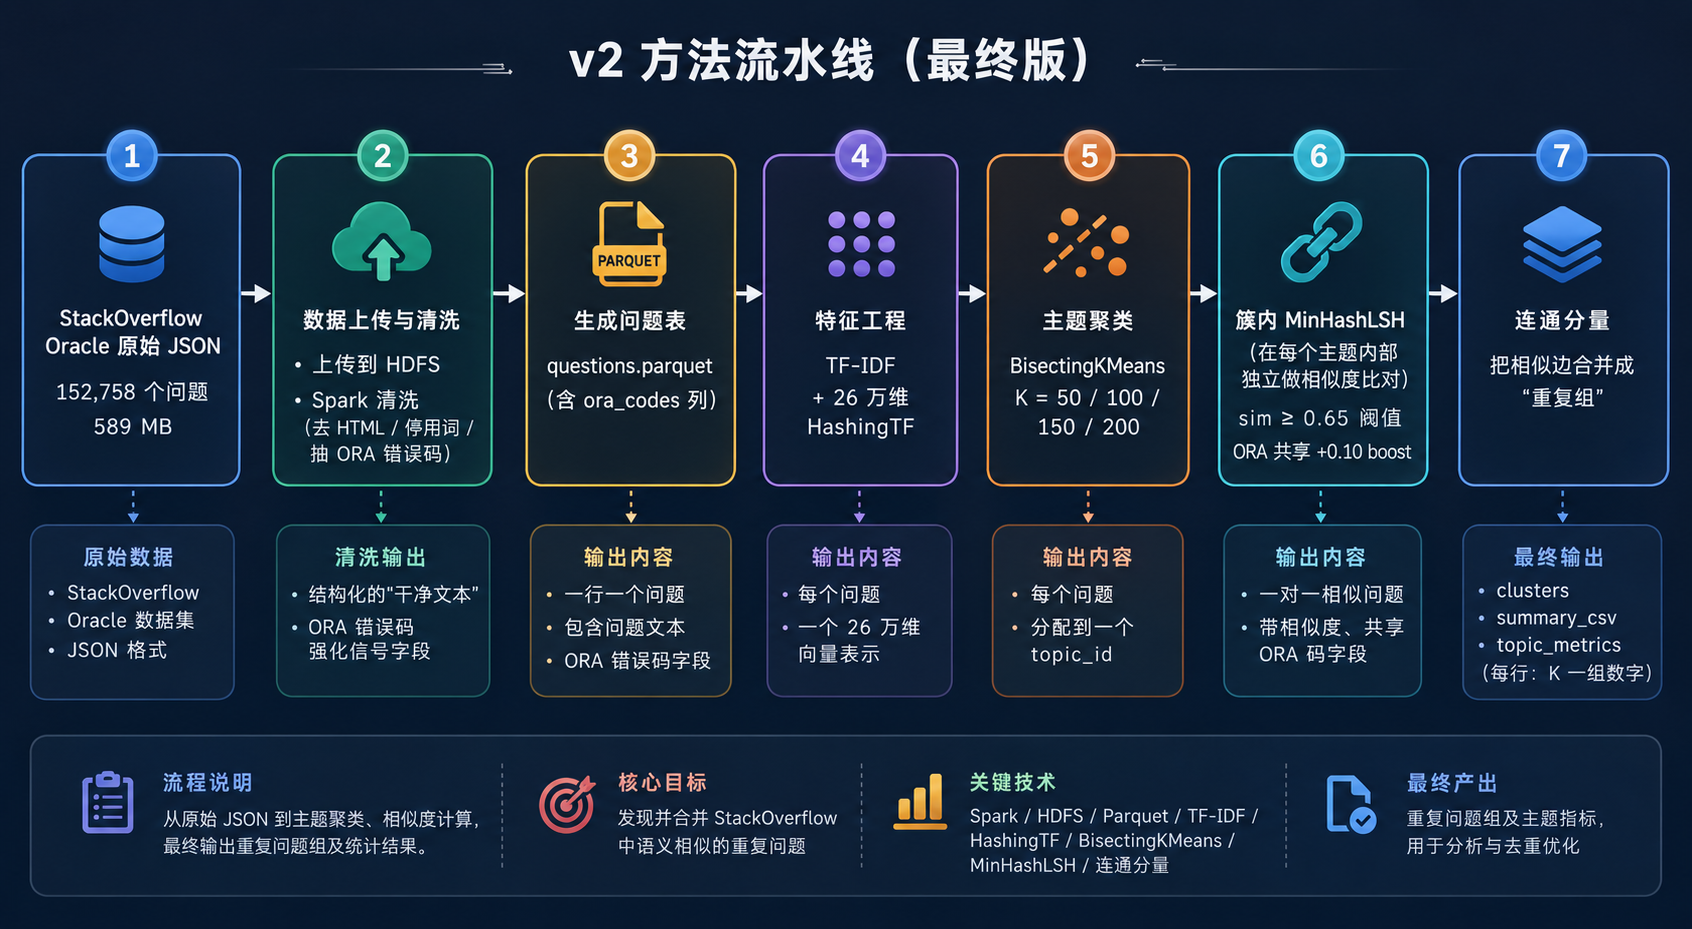 v2 方法流水线（最终版）
1
StackOverflow
Oracle 原始 JSON
152,758 个问题
589 MB
2
数据上传与清洗
• 上传到 HDFS
• Spark 清洗
（去 HTML / 停用词 /
抽 ORA 错误码）
3
PARQUET
生成问题表
questions.parquet
（含 ora_codes 列）
4
特征工程
TF-IDF
+ 26 万维
HashingTF
5
主题聚类
BisectingKMeans
K = 50 / 100 /
150 / 200
6
簇内 MinHashLSH
（在每个主题内部
独立做相似度比对）
sim ≥ 0.65 阈值
ORA 共享 +0.10 boost
7
连通分量
把相似边合并成
“重复组”
原始数据
• StackOverflow
• Oracle 数据集
• JSON 格式
清洗输出
• 结构化的"干净文本"
• ORA 错误码
强化信号字段
输出内容
• 一行一个问题
• 包含问题文本
• ORA 错误码字段
输出内容
• 每个问题
• 一个 26 万维
向量表示
输出内容
• 每个问题
• 分配到一个
topic_id
输出内容
• 一对一相似问题
• 带相似度、共享
ORA 码字段
最终输出
• clusters
• summary_csv
• topic_metrics
（每行：K 一组数字）
流程说明
从原始 JSON 到主题聚类、相似度计算，
最终输出重复问题组及统计结果。
核心目标
发现并合并 StackOverflow
中语义相似的重复问题
关键技术
Spark / HDFS / Parquet / TF-IDF /
HashingTF / BisectingKMeans /
MinHashLSH / 连通分量
最终产出
重复问题组及主题指标，
用于分析与去重优化